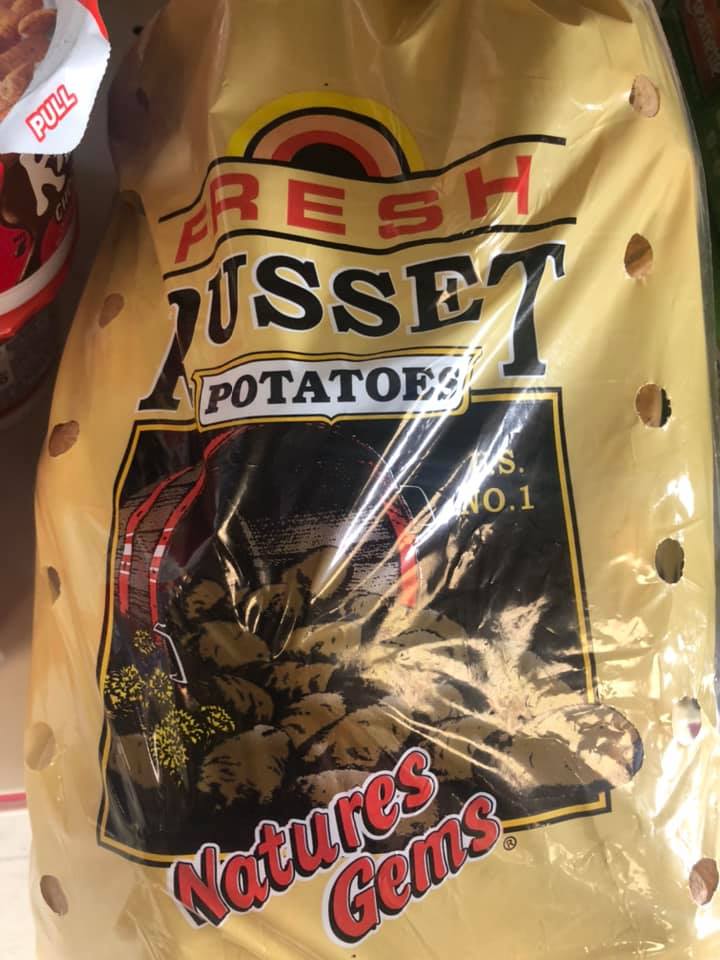 PULL
FRESH
RUSSET
POTATOES
U.S.
NO.1
Natures
Gems®